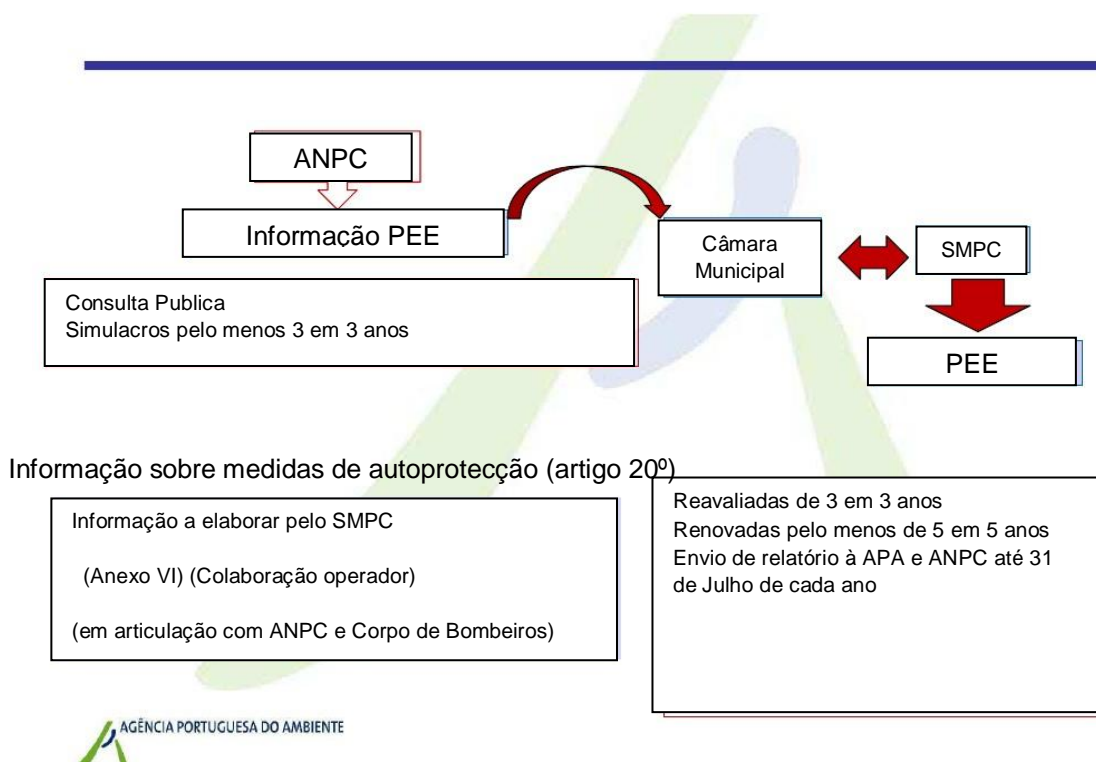 ANPC
Informação PEE
Câmara
Municipal
SMPC
PEE
Consulta Publica
Simulacros pelo menos 3 em 3 anos
Informação sobre medidas de autoprotecção (artigo 20º)
Informação a elaborar pelo SMPC
(Anexo VI) (Colaboração operador)
(em articulação com ANPC e Corpo de Bombeiros)
Reavaliadas de 3 em 3 anos
Renovadas pelo menos de 5 em 5 anos
Envio de relatório à APA e ANPC até 31
de Julho de cada ano
AGÊNCIA PORTUGUESA DO AMBIENTE